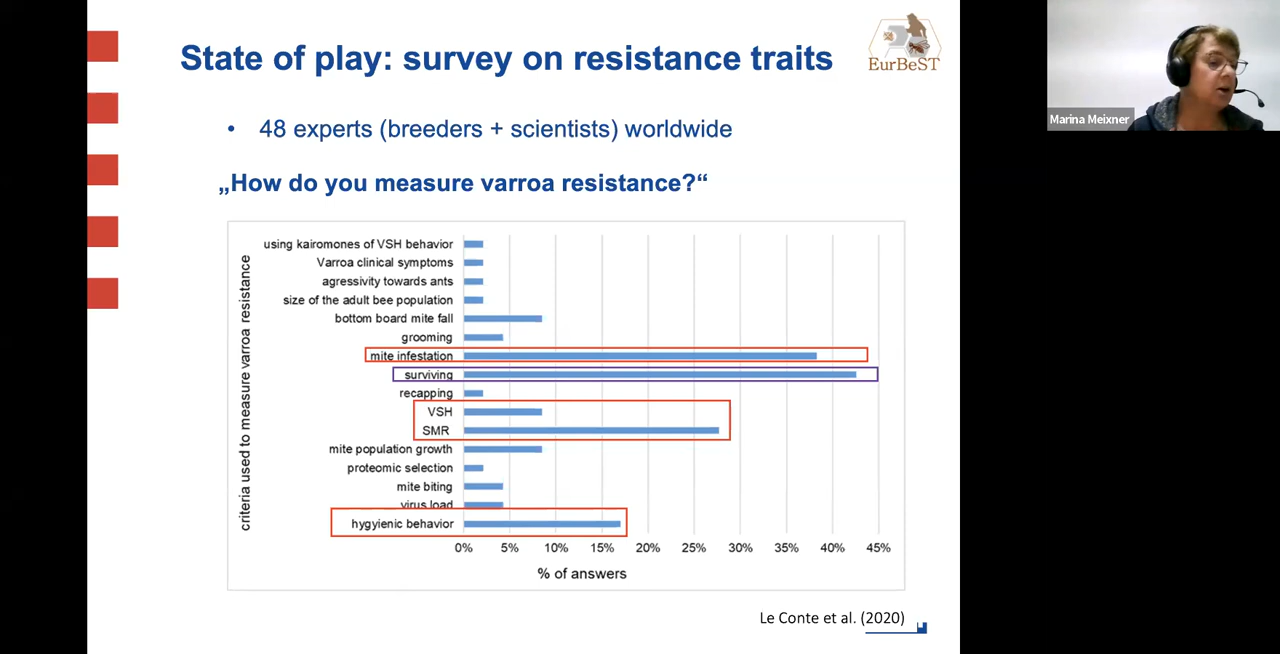 State of play: survey on resistance traits
EurBeST
Marina Meixner
• 48 experts (breeders + scientists) worldwide
„How do you measure varroa resistance?“
criteria used to measure varroa resistance
using kairomones of VSH behavior
Varroa clinical symptoms
agressivity towards ants
size of the adult bee population
bottom board mite fall
grooming
mite infestation
surviving
recapping
VSH
SMR
mite population growth
proteomic selection
mite biting
virus load
hygyienic behavior
0% 5% 10% 15% 20% 25% 30% 35% 40% 45%
% of answers
Le Conte et al. (2020)